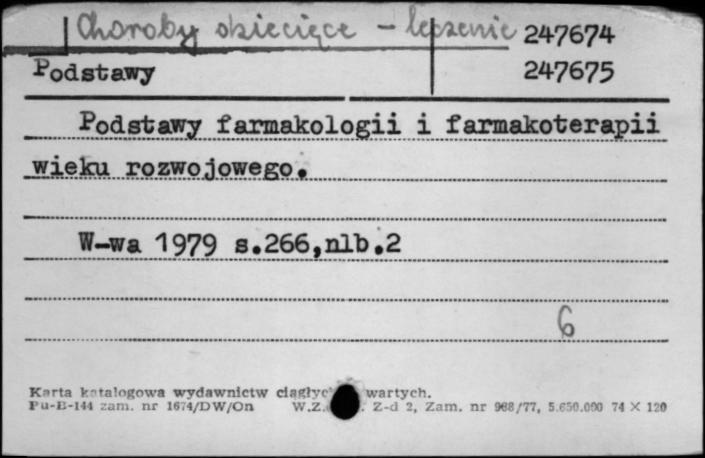 Choroby dziecięce - leczenie 247674
Podstawy 247675
Podstawy farmakologii i farmakoterapii
wieku rozwojowego.
W-wa 1979 s.266,nlb.2
6
Karta katalogowa wydawnictw ciągłyc wartych.
Pu-B-144 zam. nr 1674/DW/On W.Z. Z-d 2, Zam. nr 968/77, 5.650.000 74 X 120